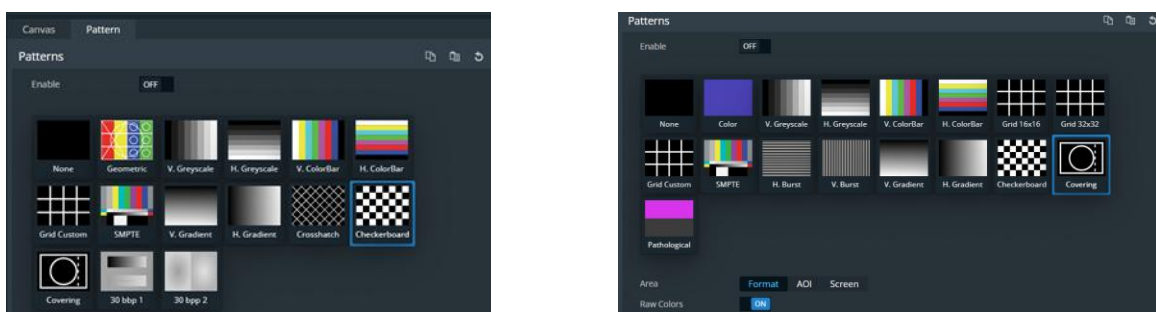 Canvas Pattern
Patterns
Enable OFF
None Geometric V. Greyscale H. Greyscale V. ColorBar H. ColorBar
Grid Custom SMPTE V. Gradient H. Gradient Crosshatch Checkerboard
Covering 30 bbp 1 30 bpp 2
Patterns
Enable OFF
None Color V. Greyscale H. Greyscale V. ColorBar H. ColorBar Grid 16x16 Grid 32x32
Grid Custom SMPTE H. Burst V. Burst V. Gradient H. Gradient Checkerboard Covering
Pathological
Area Format AOI Screen
Raw Colors ON